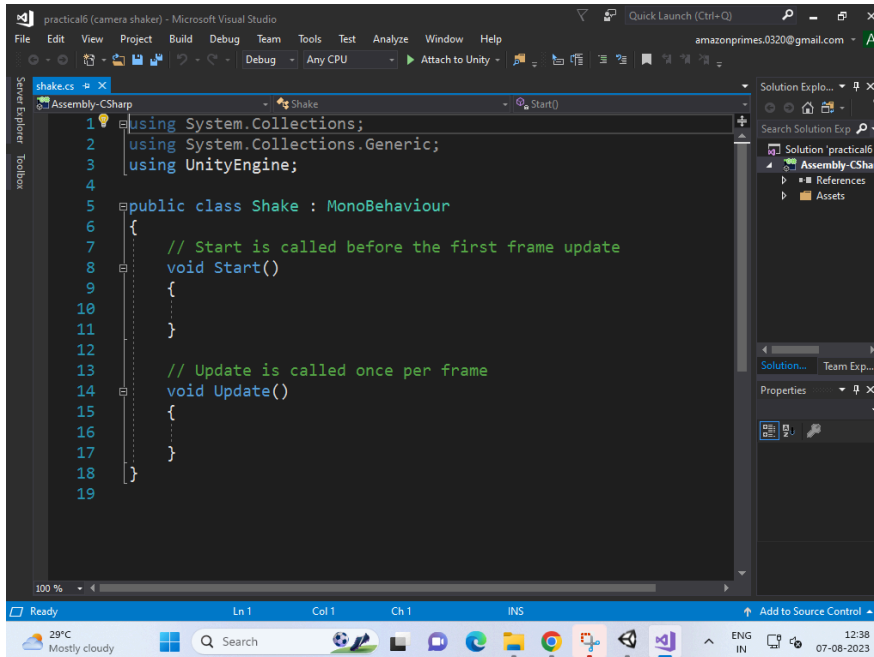 practical6 (camera shaker) - Microsoft Visual Studio
Quick Launch (Ctrl+Q)
File Edit View Project Build Debug Team Tools Test Analyze Window Help
amazonprimes.0320@gmail.com
A
Debug Any CPU Attach to Unity
Server Explorer
Toolbox
shake.cs
Assembly-CSharp Shake Start()
1 using System.Collections;
2 using System.Collections.Generic;
3 using UnityEngine;
4
5 public class Shake : MonoBehaviour
6 {
7 // Start is called before the first frame update
8 void Start()
9 {
10
11 }
12
13 // Update is called once per frame
14 void Update()
15 {
16
17 }
18 }
19
100 %
Solution Explo...
Search Solution Exp
Solution 'practical6
Assembly-CSha
References
Assets
Solution... Team Exp...
Properties
Ready Ln 1 Col 1 Ch 1 INS Add to Source Control
29°C
Mostly cloudy
Search
ENG
IN
12:38
07-08-2023